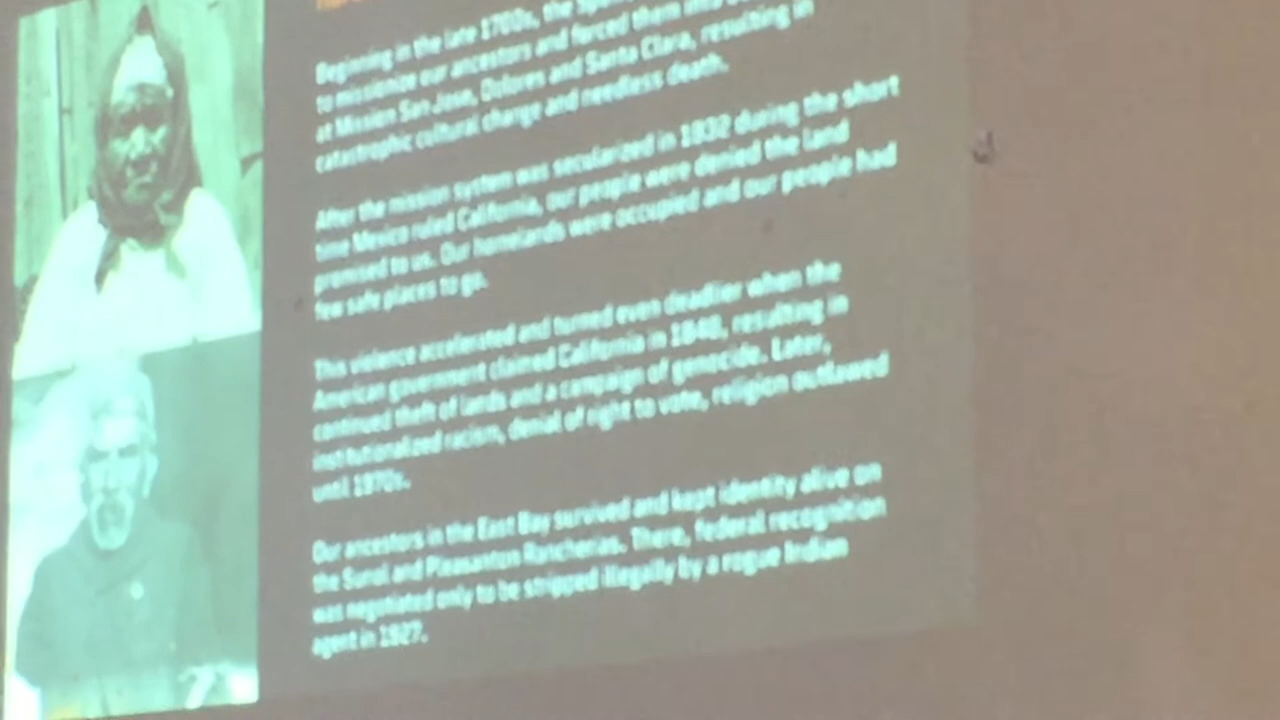 Beginning in the late 1700s, the
to missionize our ancestors and forced them into
at Mission San Jose, Dolores and Santa Clara, resulting in
catastrophic cultural change and needless death.
After the mission system was secularized in 1832 during the short
time Mexico ruled California, our people were denied the land
promised to us. Our homelands were occupied and our people had
few safe places to go.
This violence accelerated and turned even deadlier when the
American government claimed California in 1848, resulting in
continued theft of lands and a campaign of genocide. Later,
institutionalized racism, denial of right to vote, religion outlawed
until 1970s.
Our ancestors in the East Bay survived and kept identity alive on
the Sunol and Pleasanton Rancherias. There, federal recognition
was negotiated only to be stripped illegally by a rogue Indian
agent in 1927.